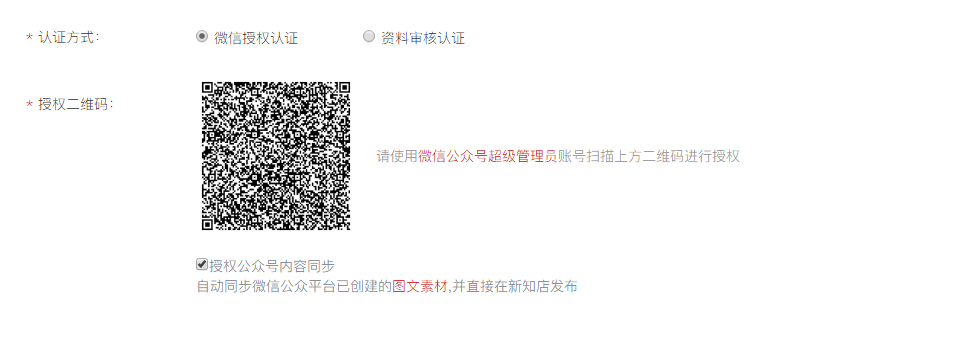 * 认证方式: 微信授权认证 资料审核认证
* 授权二维码:
请使用微信公众号超级管理员账号扫描上方二维码进行授权
授权公众号内容同步
自动同步微信公众平台已创建的图文素材,并直接在新知店发布